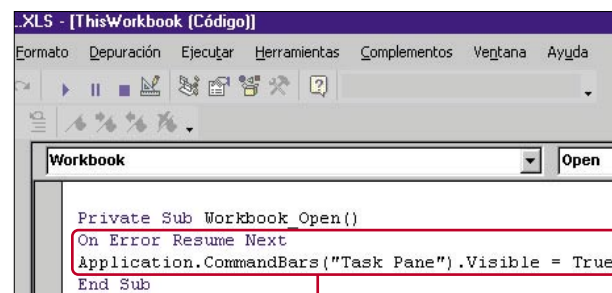 ..XLS - [ThisWorkbook (Código)]
Formato Depuración Ejecutar Herramientas Complementos Ventana Ayuda
Workbook Open
Private Sub Workbook_Open()
On Error Resume Next
Application.CommandBars("Task Pane").Visible = True
End Sub